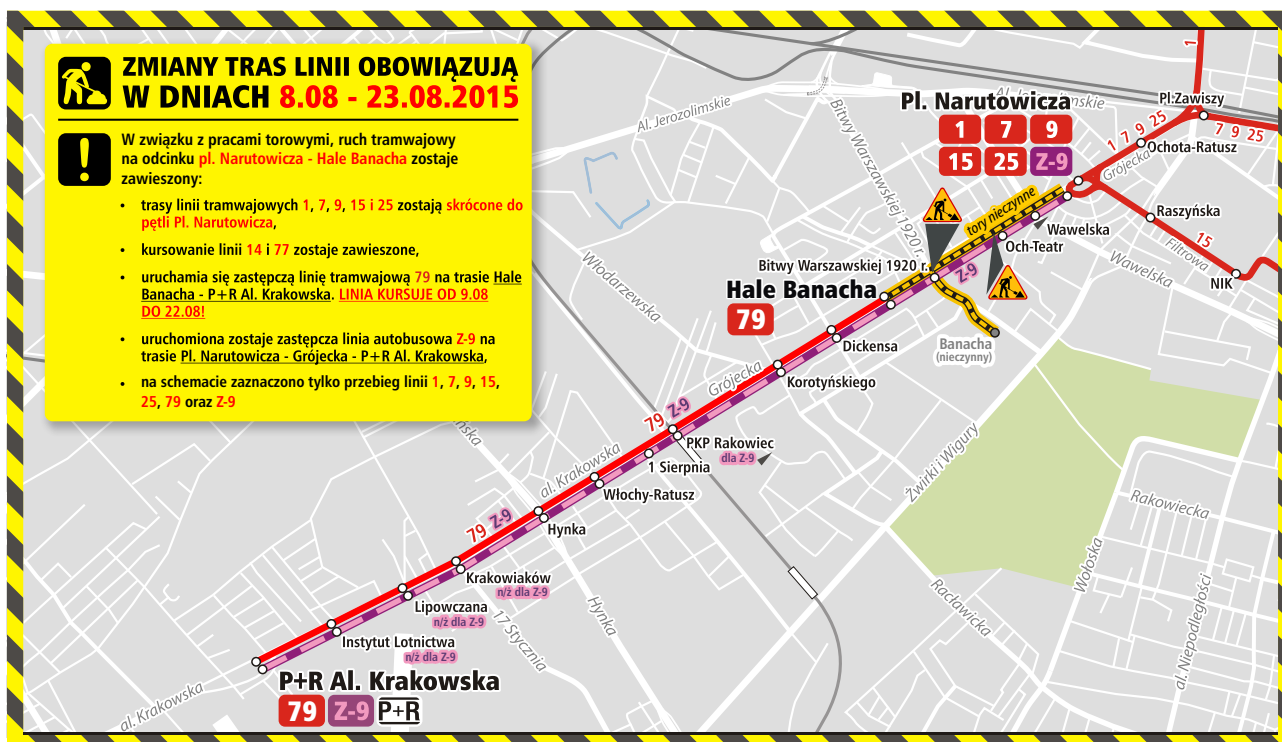 ZMIANY TRAS LINII OBOWIĄZUJĄ
W DNIACH 8.08 - 23.08.2015
W związku z pracami torowymi, ruch tramwajowy
na odcinku pl. Narutowicza - Hale Banacha zostaje
zawieszony:
• trasy linii tramwajowych 1, 7, 9, 15 i 25 zostają skrócone do
pętli Pl. Narutowicza,
• kursowanie linii 14 i 77 zostaje zawieszone,
• uruchamia się zastępczą linię tramwajową 79 na trasie Hale
Banacha - P+R Al. Krakowska. LINIA KURSUJE OD 9.08
DO 22.08!
• uruchomiona zostaje zastępcza linia autobusowa Z-9 na
trasie Pl. Narutowicza - Grójecka - P+R Al. Krakowska,
• na schemacie zaznaczono tylko przebieg linii 1, 7, 9, 15,
25, 79 oraz Z-9
1
Al. Jerozolimskie
Al. Jerozolimskie
Pl. Narutowicza
1 7 9
15 25 Z-9
Pl.Zawiszy
7 9 25
1 7 9 25
Ochota-Ratusz
Grójecka
Bitwy Warszawskiej 1920 r.
tory nieczynne
Raszyńska
Filtrowa
15
NIK
Wawelska
Wawelska
Och-Teatr
Bitwy Warszawskiej 1920 r.
Z-9
Hale Banacha
79
Banacha
(nieczynny)
Włodarzewska
Dickensa
Grójecka
Korotyńskiego
79 Z-9
PKP Rakowiec
dla Z-9
1 Sierpnia
al. Krakowska
Włochy-Ratusz
Żwirki i Wigury
Rakowiecka
Wołoska
Racławicka
al. Niepodległości
79 Z-9
Hynka
Krakowiaków
n/ż dla Z-9
Lipowczana
n/ż dla Z-9
Hynka
17 Stycznia
Instytut Lotnictwa
n/ż dla Z-9
P+R Al. Krakowska
79 Z-9 P+R
al. Krakowska